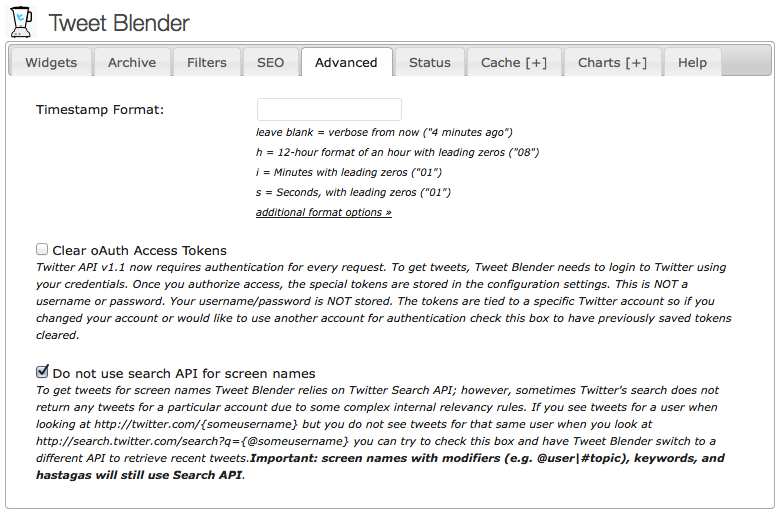 Tweet Blender
Widgets Archive Filters SEO Advanced Status Cache [+] Charts [+] Help
Timestamp Format:
leave blank = verbose from now ("4 minutes ago")
h = 12-hour format of an hour with leading zeros ("08")
i = Minutes with leading zeros ("01")
s = Seconds, with leading zeros ("01")
additional format options »
Clear oAuth Access Tokens
Twitter API v1.1 now requires authentication for every request. To get tweets, Tweet Blender needs to login to Twitter using
your credentials. Once you authorize access, the special tokens are stored in the configuration settings. This is NOT a
username or password. Your username/password is NOT stored. The tokens are tied to a specific Twitter account so if you
changed your account or would like to use another account for authentication check this box to have previously saved tokens
cleared.
Do not use search API for screen names
To get tweets for screen names Tweet Blender relies on Twitter Search API; however, sometimes Twitter's search does not
return any tweets for a particular account due to some complex internal relevancy rules. If you see tweets for a user when
looking at http://twitter.com/{someusername} but you do not see tweets for that same user when you look at
http://search.twitter.com/search?q={@someusername} you can try to check this box and have Tweet Blender switch to a
different API to retrieve recent tweets.Important: screen names with modifiers (e.g. @user|#topic), keywords, and
hastagas will still use Search API.